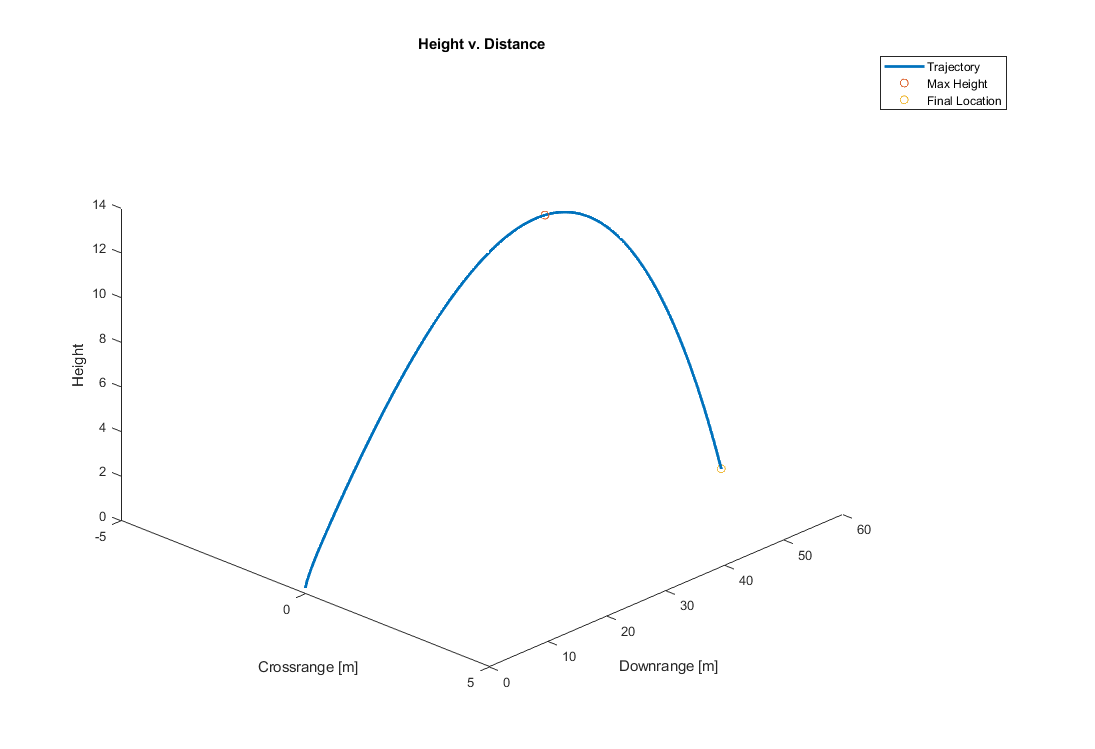 Height v. Distance
Trajectory
Max Height
Final Location
14
12
10
8
6
4
2
0
Height
-5
0
5
Crossrange [m]
0
10
20
30
40
50
60
Downrange [m]